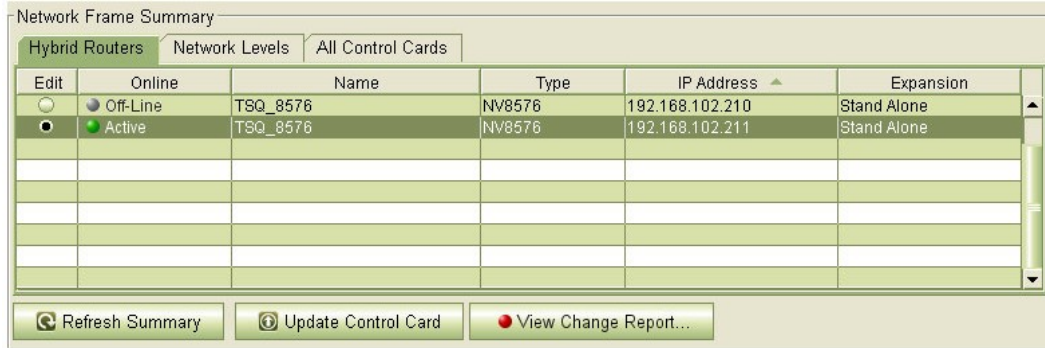 Network Frame Summary
Hybrid Routers Network Levels All Control Cards
Edit Online Name Type IP Address Expansion
Off-Line TSQ_8576 NV8576 192.168.102.210 Stand Alone
Active TSQ_8576 NV8576 192.168.102.211 Stand Alone
Refresh Summary Update Control Card View Change Report...